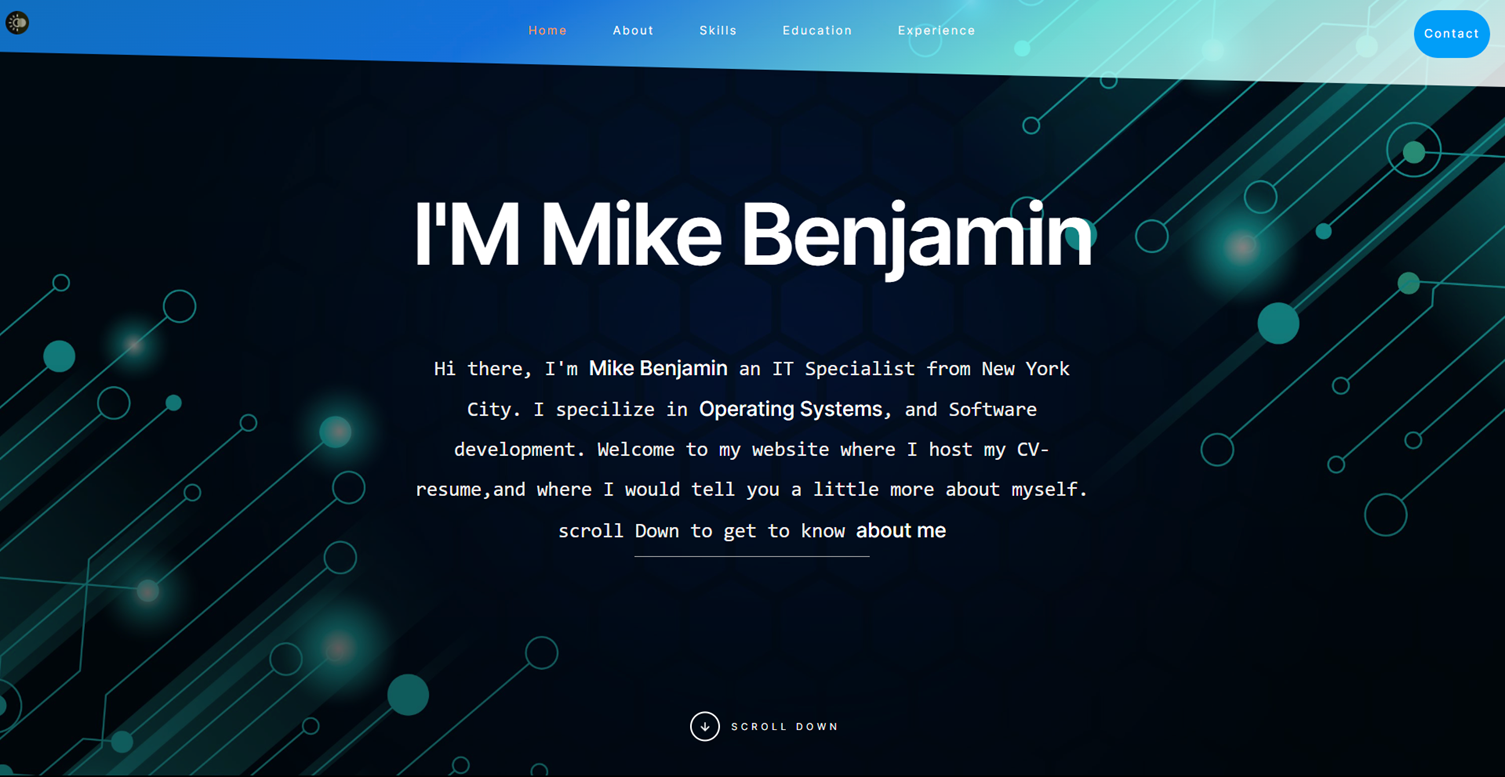 Home About Skills Education Experience Contact
I'M Mike Benjamin
Hi there, I'm Mike Benjamin an IT Specialist from New York
City. I specilize in Operating Systems, and Software
development. Welcome to my website where I host my CV-
resume,and where I would tell you a little more about myself.
scroll Down to get to know about me
SCROLL DOWN